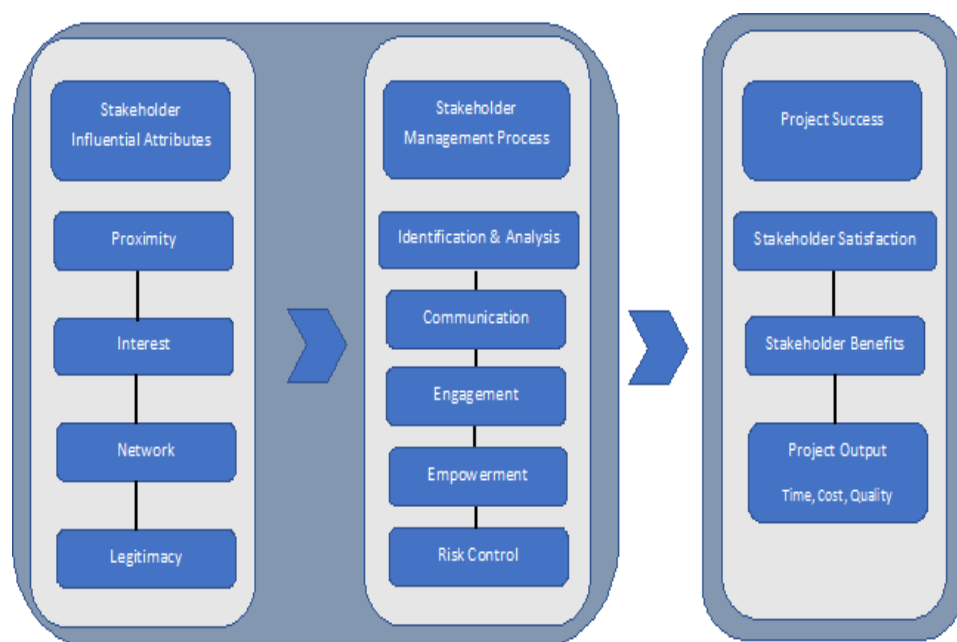 Stakeholder
Influential Attributes
Proximity
Interest
Network
Legitimacy
Stakeholder
Management Process
Identification & Analysis
Communication
Engagement
Empowerment
Risk Control
Project Success
Stakeholder Satisfaction
Stakeholder Benefits
Project Output
Time, Cost, Quality